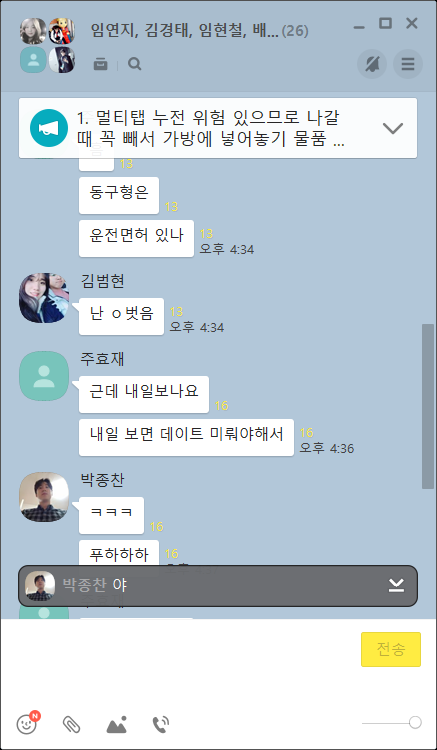 임연지, 김경태, 임현철, 배...(26)
1. 멀티탭 누전 위험 있으므로 나갈
때 꼭 빼서 가방에 넣어놓기 물품 ...
13
동구형은
13
운전면허 있나
13
오후 4:34
김범현
난 ㅇ벗음
13
오후 4:34
주효재
근데 내일보나요
16
내일 보면 데이트 미뤄야해서
16
오후 4:36
박종찬
ㅋㅋㅋ
16
푸하하하
16
박종찬 야
전송
N